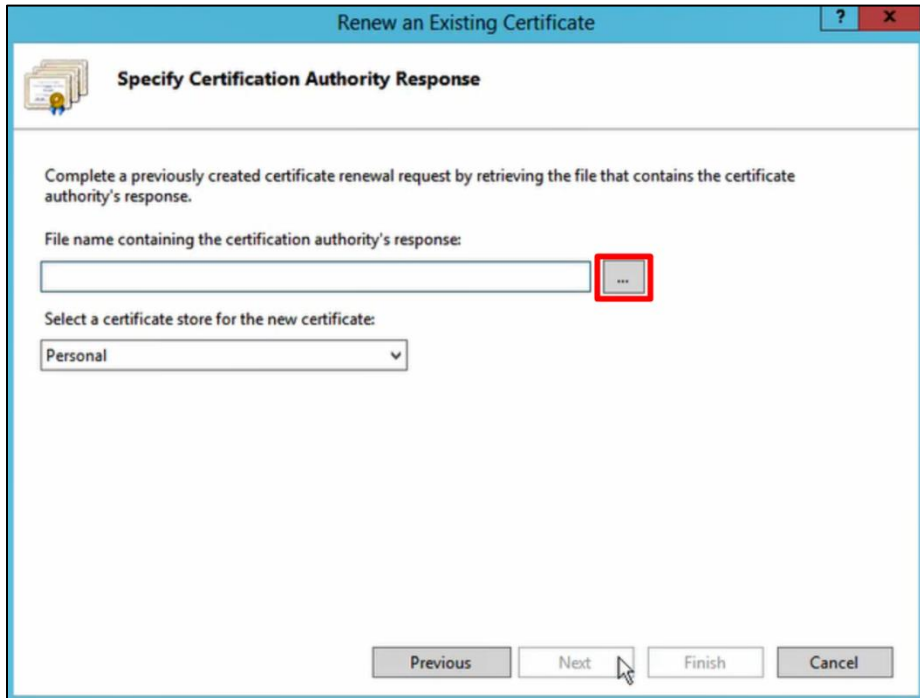 Renew an Existing Certificate
? x
Specify Certification Authority Response
Complete a previously created certificate renewal request by retrieving the file that contains the certificate
authority's response.
File name containing the certification authority's response:
...
Select a certificate store for the new certificate:
Personal
Previous Next Finish Cancel